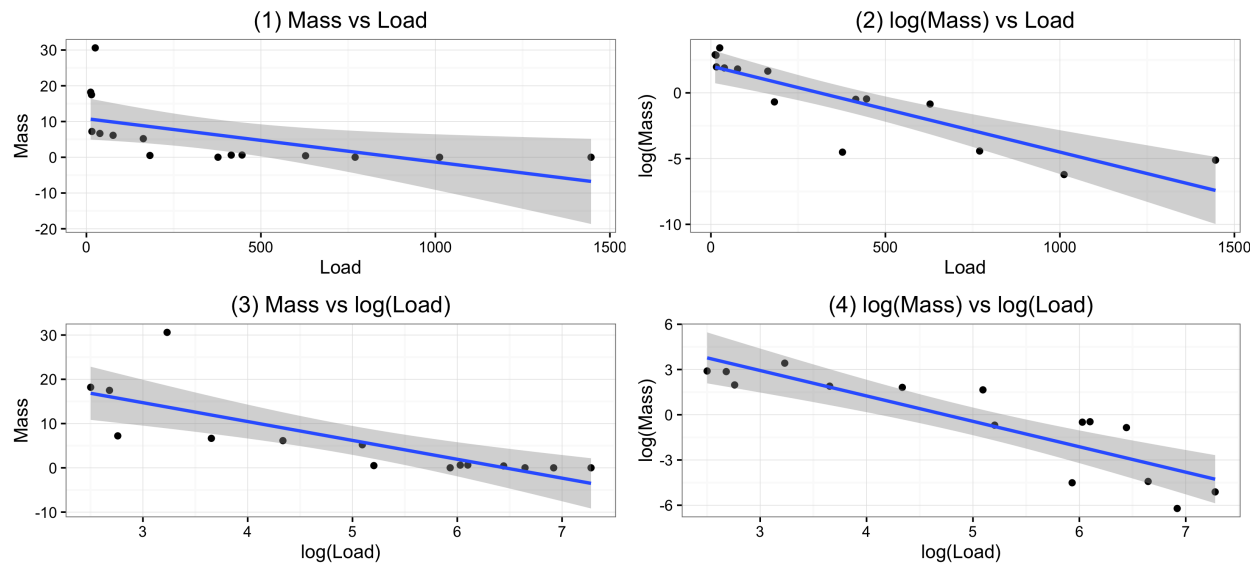 (1) Mass vs Load
30
20
10
0
-10
-20
Mass
0 500 1000 1500
Load
(2) log(Mass) vs Load
0
-5
-10
log(Mass)
0 500 1000 1500
Load
(3) Mass vs log(Load)
30
20
10
0
-10
Mass
3 4 5 6 7
log(Load)
(4) log(Mass) vs log(Load)
6
3
0
-3
-6
log(Mass)
3 4 5 6 7
log(Load)